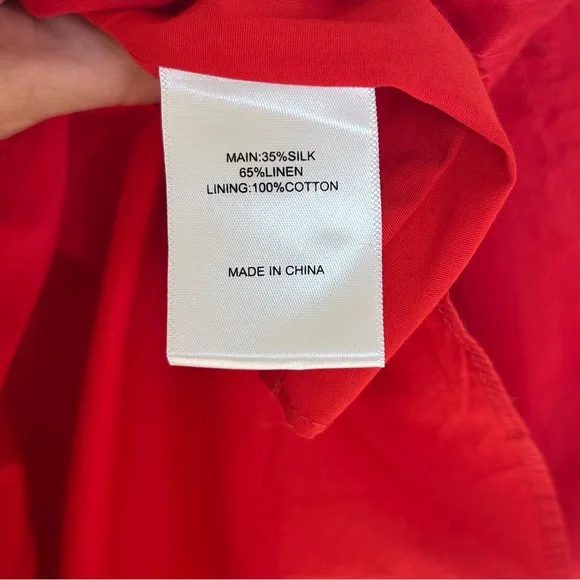 MAIN:35%SILK
65%LINEN
LINING:100%COTTON
MADE IN CHINA